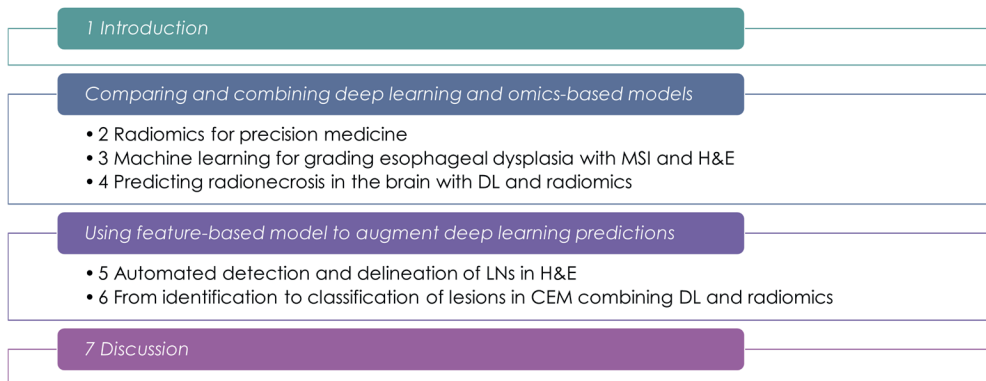 1 Introduction
Comparing and combining deep learning and omics-based models
• 2 Radiomics for precision medicine
• 3 Machine learning for grading esophageal dysplasia with MSI and H&E
• 4 Predicting radionecrosis in the brain with DL and radiomics
Using feature-based model to augment deep learning predictions
• 5 Automated detection and delineation of LNs in H&E
• 6 From identification to classification of lesions in CEM combining DL and radiomics
7 Discussion